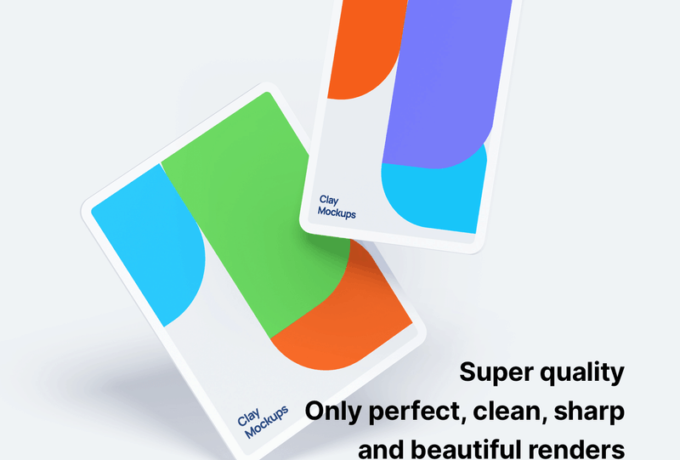 Clay
Mockups
Clay
Mockups
Super quality
Only perfect, clean, sharp
and beautiful renders